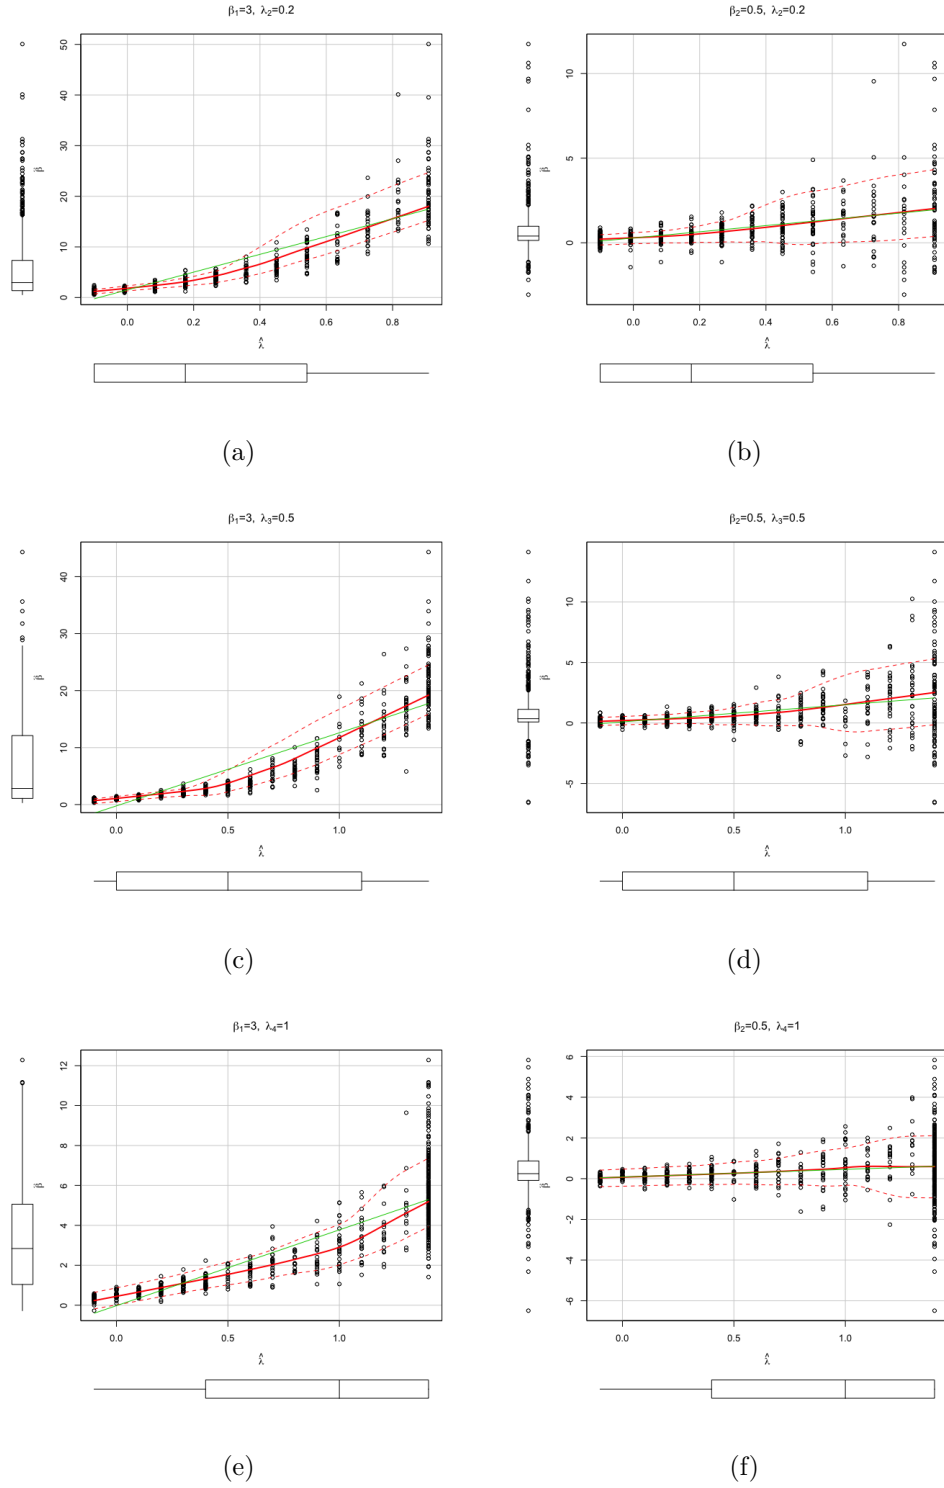 β₁=3, λ₂=0.2
0 10 20 30 40 50
β̂
0.0 0.2 0.4 0.6 0.8
λ̂
(a)
β₂=0.5, λ₂=0.2
0 5 10
β̂
0.0 0.2 0.4 0.6 0.8
λ̂
(b)
β₁=3, λ₃=0.5
0 10 20 30 40
β̂
0.0 0.5 1.0
λ̂
(c)
β₂=0.5, λ₃=0.5
-5 0 5 10
β̂
0.0 0.5 1.0
λ̂
(d)
β₁=3, λ₄=1
0 2 4 6 8 10 12
β̂
0.0 0.5 1.0
λ̂
(e)
β₂=0.5, λ₄=1
-6 -4 -2 0 2 4 6
β̂
0.0 0.5 1.0
λ̂
(f)